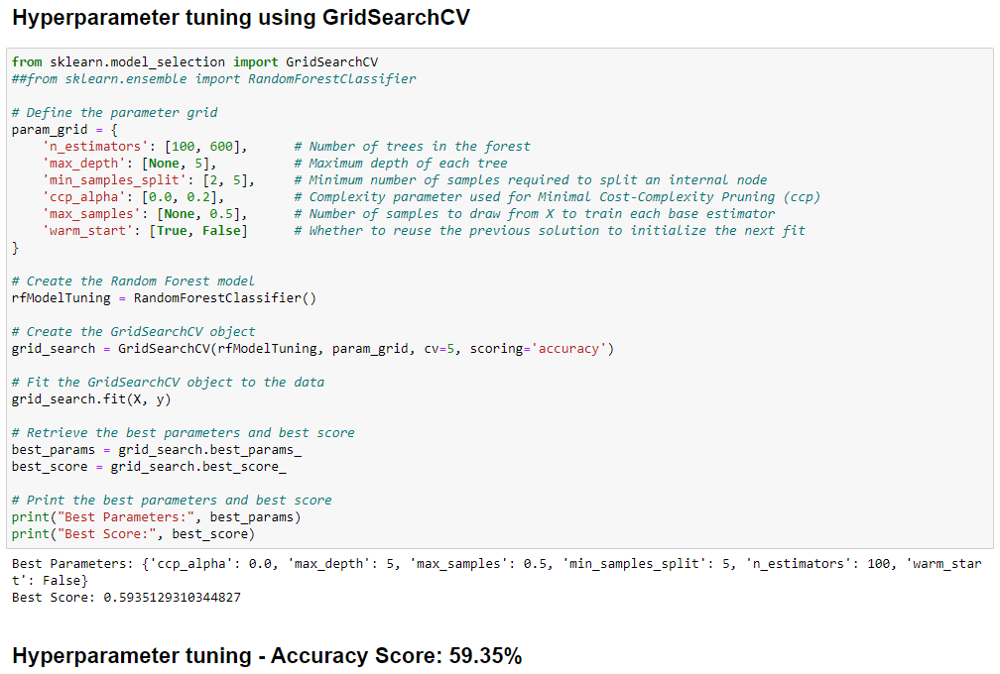 Hyperparameter tuning using GridSearchCV
from sklearn.model_selection import GridSearchCV
##from sklearn.ensemble import RandomForestClassifier
# Define the parameter grid
param_grid = {
    'n_estimators': [100, 600],      # Number of trees in the forest
    'max_depth': [None, 5],          # Maximum depth of each tree
    'min_samples_split': [2, 5],     # Minimum number of samples required to split an internal node
    'ccp_alpha': [0.0, 0.2],         # Complexity parameter used for Minimal Cost-Complexity Pruning (ccp)
    'max_samples': [None, 0.5],      # Number of samples to draw from X to train each base estimator
    'warm_start': [True, False]      # Whether to reuse the previous solution to initialize the next fit
}
# Create the Random Forest model
rfModelTuning = RandomForestClassifier()
# Create the GridSearchCV object
grid_search = GridSearchCV(rfModelTuning, param_grid, cv=5, scoring='accuracy')
# Fit the GridSearchCV object to the data
grid_search.fit(X, y)
# Retrieve the best parameters and best score
best_params = grid_search.best_params_
best_score = grid_search.best_score_
# Print the best parameters and best score
print("Best Parameters:", best_params)
print("Best Score:", best_score)
Best Parameters: {'ccp_alpha': 0.0, 'max_depth': 5, 'max_samples': 0.5, 'min_samples_split': 5, 'n_estimators': 100, 'warm_star
t': False}
Best Score: 0.5935129310344827
Hyperparameter tuning - Accuracy Score: 59.35%